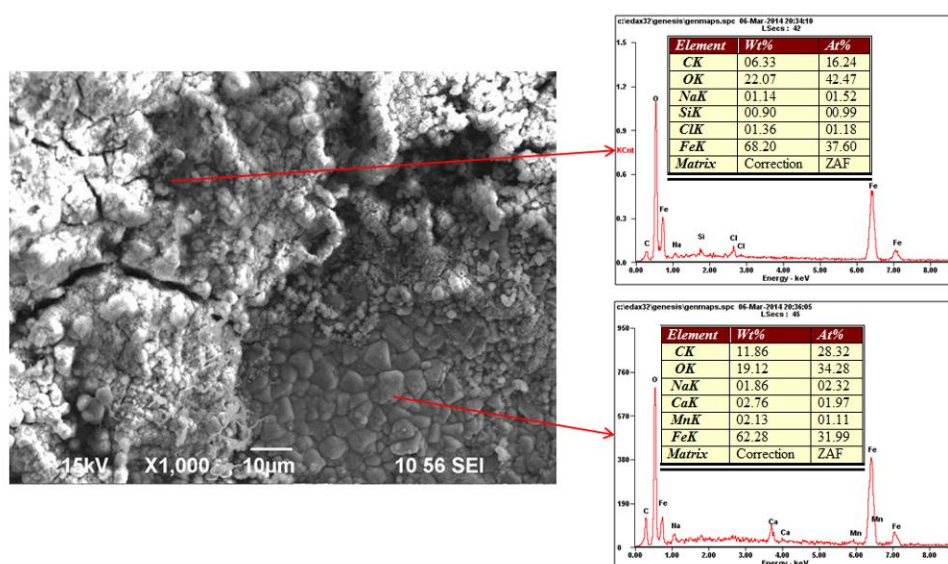 15kV X1,000 10µm 10 56 SEI
c:\edax32\genesis\genmaps.spc 06-Mar-2014 20:34:10
LSecs : 42
1.5
1.2
0.9
KCnt
0.6
0.3
0.0
Element Wt% At%
CK 06.33 16.24
OK 22.07 42.47
NaK 01.14 01.52
SiK 00.90 00.99
ClK 01.36 01.18
FeK 68.20 37.60
Matrix Correction ZAF
O
Fe
C
Na
Si
Cl
Cl
Fe
Fe
0.00 1.00 2.00 3.00 4.00 5.00 6.00 7.00 8.00
Energy - keV
c:\edax32\genesis\genmaps.spc 06-Mar-2014 20:36:05
LSecs : 45
950
760
570
380
190
0
Element Wt% At%
CK 11.86 28.32
OK 19.12 34.28
NaK 01.86 02.32
CaK 02.76 01.97
MnK 02.13 01.11
FeK 62.28 31.99
Matrix Correction ZAF
O
C
Fe
Na
Ca
Ca
Mn
Fe
Mn
Fe
0.00 1.00 2.00 3.00 4.00 5.00 6.00 7.00 8.00
Energy - keV